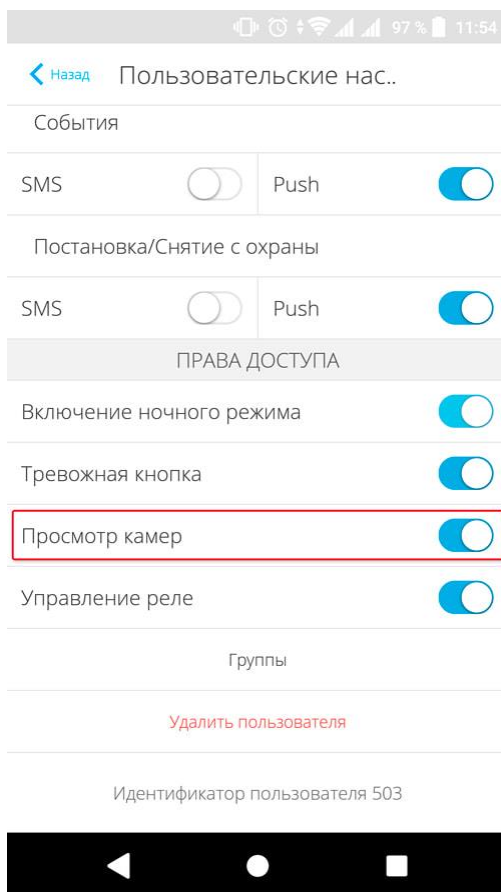 97 % 11:54
Назад Пользовательские нас..
События
SMS Push
Постановка/Снятие с охраны
SMS Push
ПРАВА ДОСТУПА
Включение ночного режима
Тревожная кнопка
Просмотр камер
Управление реле
Группы
Удалить пользователя
Идентификатор пользователя 503